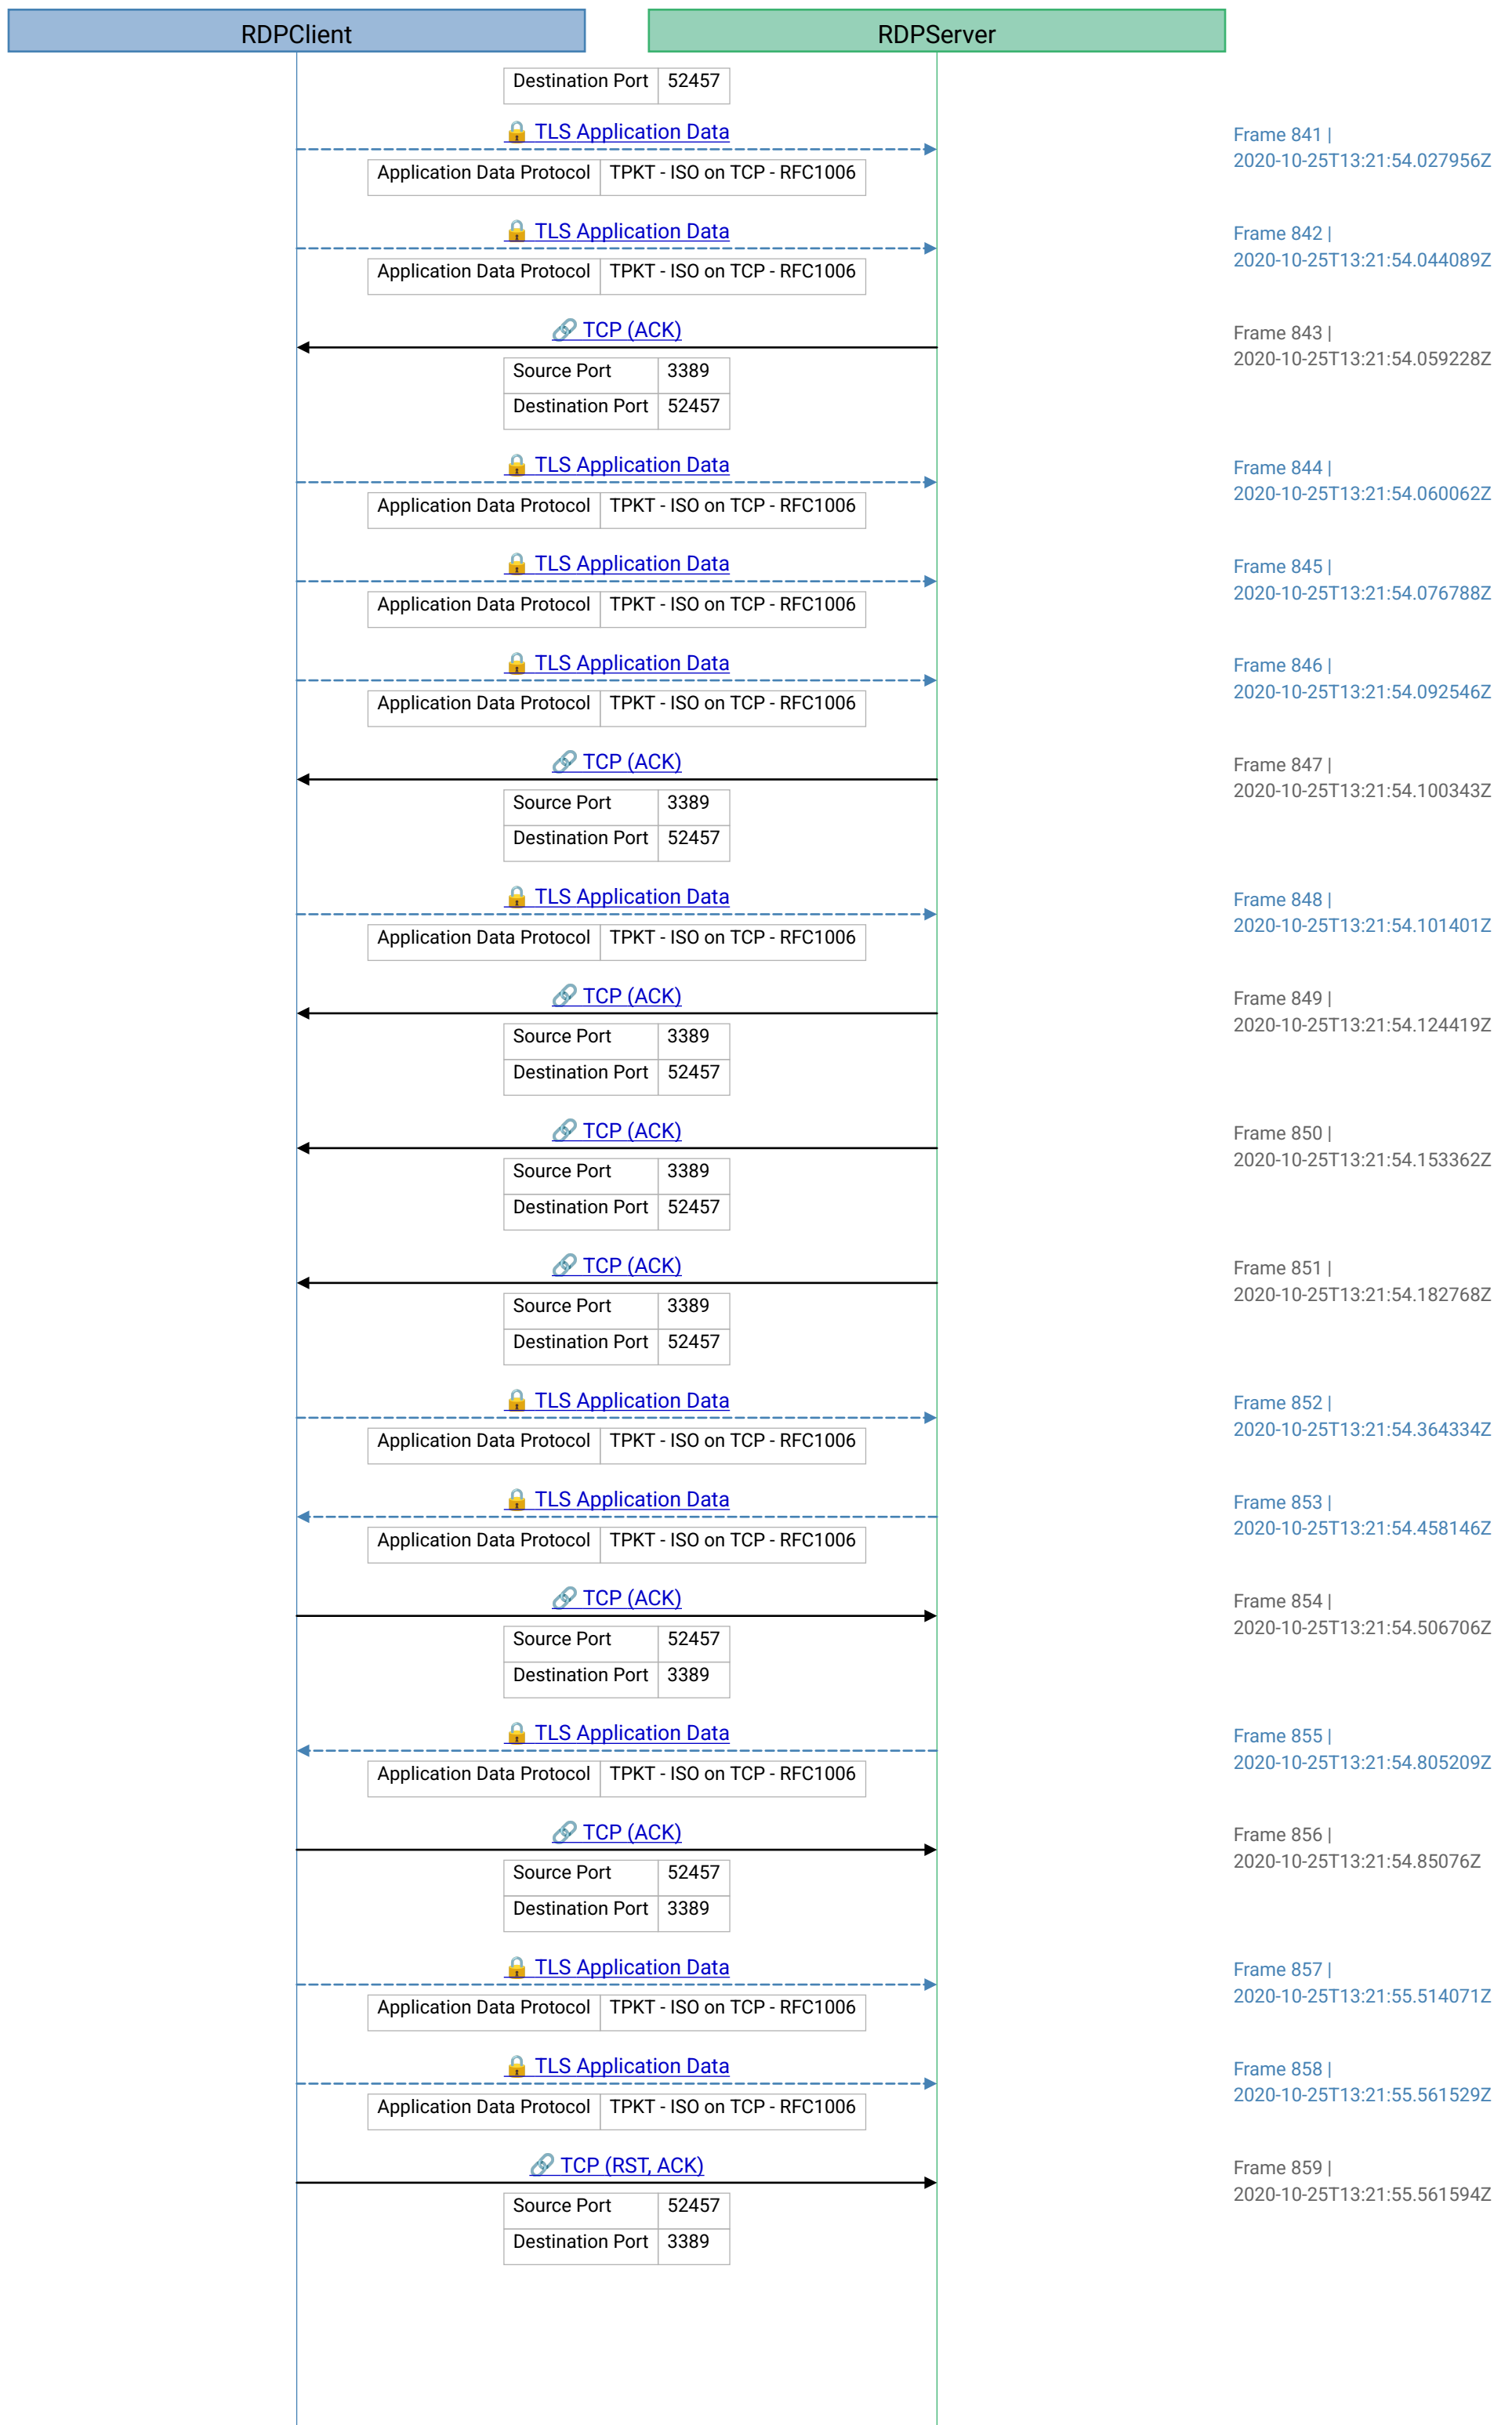 RDPClient
RDPServer
Destination Port 52457
TLS Application Data
Frame 841 |
2020-10-25T13:21:54.027956Z
Application Data Protocol TPKT - ISO on TCP - RFC1006
TLS Application Data
Frame 842 |
2020-10-25T13:21:54.044089Z
Application Data Protocol TPKT - ISO on TCP - RFC1006
TCP (ACK)
Frame 843 |
2020-10-25T13:21:54.059228Z
Source Port 3389
Destination Port 52457
TLS Application Data
Frame 844 |
2020-10-25T13:21:54.060062Z
Application Data Protocol TPKT - ISO on TCP - RFC1006
TLS Application Data
Frame 845 |
2020-10-25T13:21:54.076788Z
Application Data Protocol TPKT - ISO on TCP - RFC1006
TLS Application Data
Frame 846 |
2020-10-25T13:21:54.092546Z
Application Data Protocol TPKT - ISO on TCP - RFC1006
TCP (ACK)
Frame 847 |
2020-10-25T13:21:54.100343Z
Source Port 3389
Destination Port 52457
TLS Application Data
Frame 848 |
2020-10-25T13:21:54.101401Z
Application Data Protocol TPKT - ISO on TCP - RFC1006
TCP (ACK)
Frame 849 |
2020-10-25T13:21:54.124419Z
Source Port 3389
Destination Port 52457
TCP (ACK)
Frame 850 |
2020-10-25T13:21:54.153362Z
Source Port 3389
Destination Port 52457
TCP (ACK)
Frame 851 |
2020-10-25T13:21:54.182768Z
Source Port 3389
Destination Port 52457
TLS Application Data
Frame 852 |
2020-10-25T13:21:54.364334Z
Application Data Protocol TPKT - ISO on TCP - RFC1006
TLS Application Data
Frame 853 |
2020-10-25T13:21:54.458146Z
Application Data Protocol TPKT - ISO on TCP - RFC1006
TCP (ACK)
Frame 854 |
2020-10-25T13:21:54.506706Z
Source Port 52457
Destination Port 3389
TLS Application Data
Frame 855 |
2020-10-25T13:21:54.805209Z
Application Data Protocol TPKT - ISO on TCP - RFC1006
TCP (ACK)
Frame 856 |
2020-10-25T13:21:54.85076Z
Source Port 52457
Destination Port 3389
TLS Application Data
Frame 857 |
2020-10-25T13:21:55.514071Z
Application Data Protocol TPKT - ISO on TCP - RFC1006
TLS Application Data
Frame 858 |
2020-10-25T13:21:55.561529Z
Application Data Protocol TPKT - ISO on TCP - RFC1006
TCP (RST, ACK)
Frame 859 |
2020-10-25T13:21:55.561594Z
Source Port 52457
Destination Port 3389